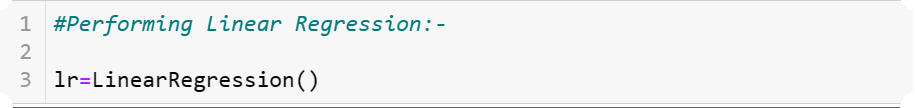 1 #Performing Linear Regression:-
2
3 lr=LinearRegression()